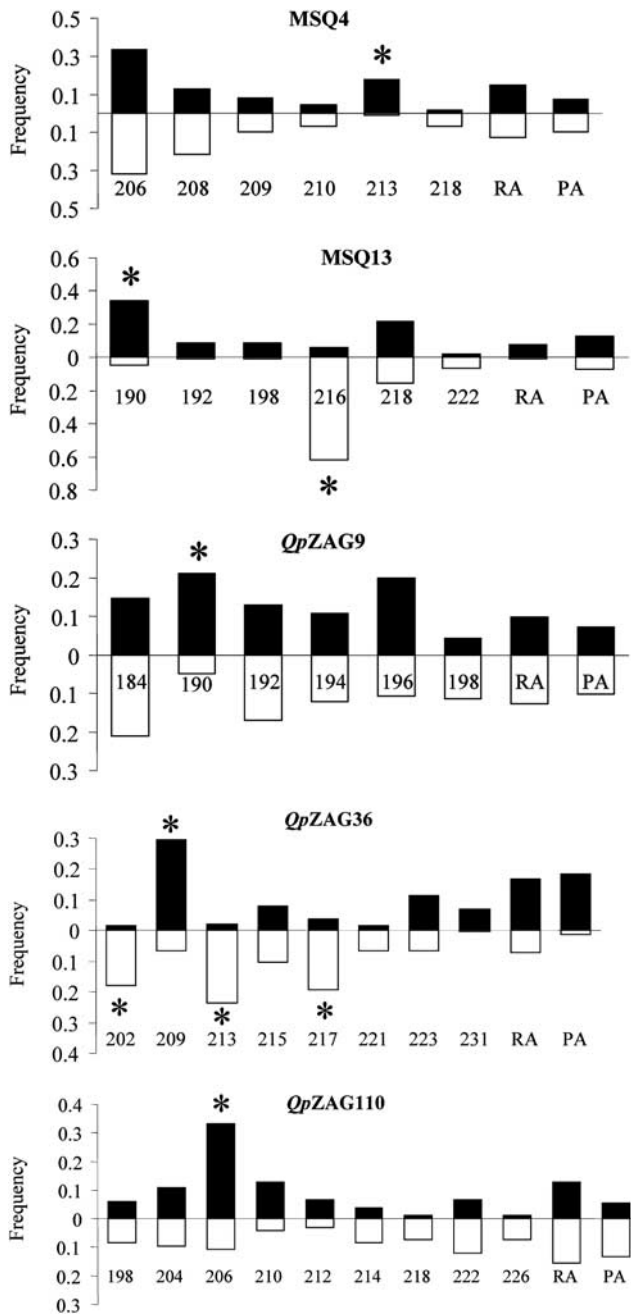 MSQ4
*
Frequency
0.5
0.3
0.1
0.1
0.3
0.5
206 208 209 210 213 218 RA PA
MSQ13
*
Frequency
0.6
0.4
0.2
0
0.2
0.4
0.6
0.8
190 192 198 216 218 222 RA PA
*
QpZAG9
*
Frequency
0.3
0.2
0.1
0
0.1
0.2
0.3
184 190 192 194 196 198 RA PA
QpZAG36
*
Frequency
0.3
0.2
0.1
0
0.1
0.2
0.3
0.4
* * *
202 209 213 215 217 221 223 231 RA PA
QpZAG110
*
Frequency
0.4
0.3
0.2
0.1
0
0.1
0.2
0.3
198 204 206 210 212 214 218 222 226 RA PA